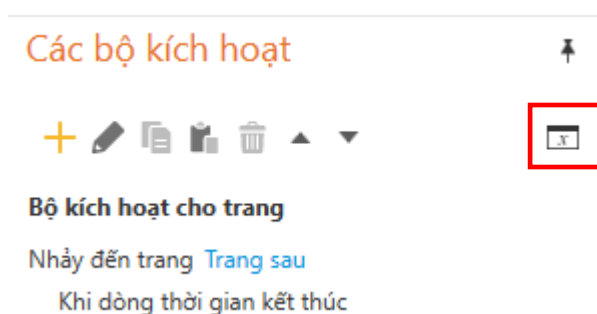 Các bộ kích hoạt
x
Bộ kích hoạt cho trang
Nhảy đến trang Trang sau
Khi dòng thời gian kết thúc